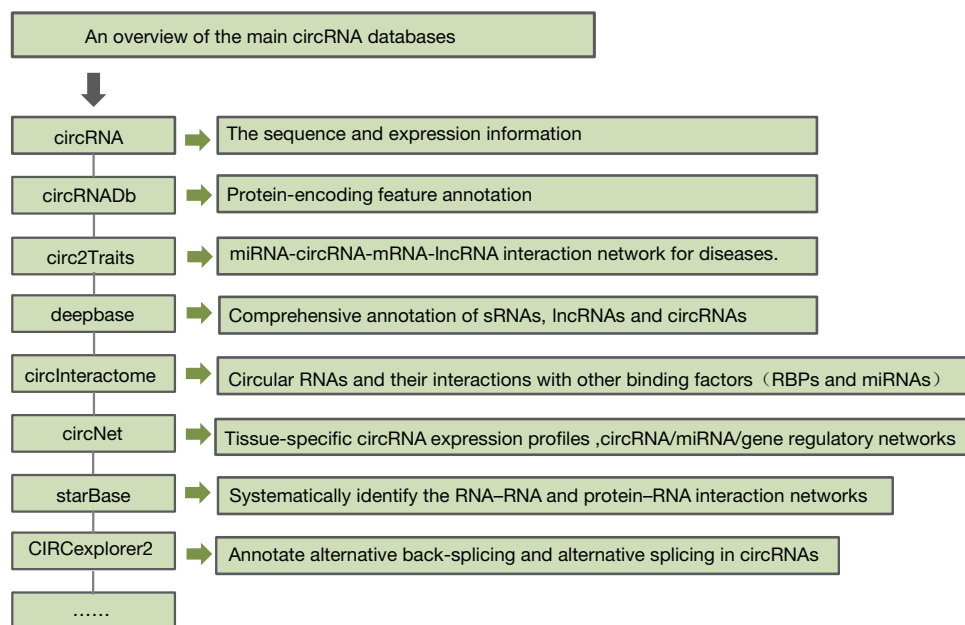 An overview of the main circRNA databases
circRNA
The sequence and expression information
circRNADb
Protein-encoding feature annotation
circ2Traits
miRNA-circRNA-mRNA-lncRNA interaction network for diseases.
deepbase
Comprehensive annotation of sRNAs, lncRNAs and circRNAs
circInteractome
Circular RNAs and their interactions with other binding factors（RBPs and miRNAs）
circNet
Tissue-specific circRNA expression profiles ,circRNA/miRNA/gene regulatory networks
starBase
Systematically identify the RNA–RNA and protein–RNA interaction networks
CIRCexplorer2
Annotate alternative back-splicing and alternative splicing in circRNAs
……